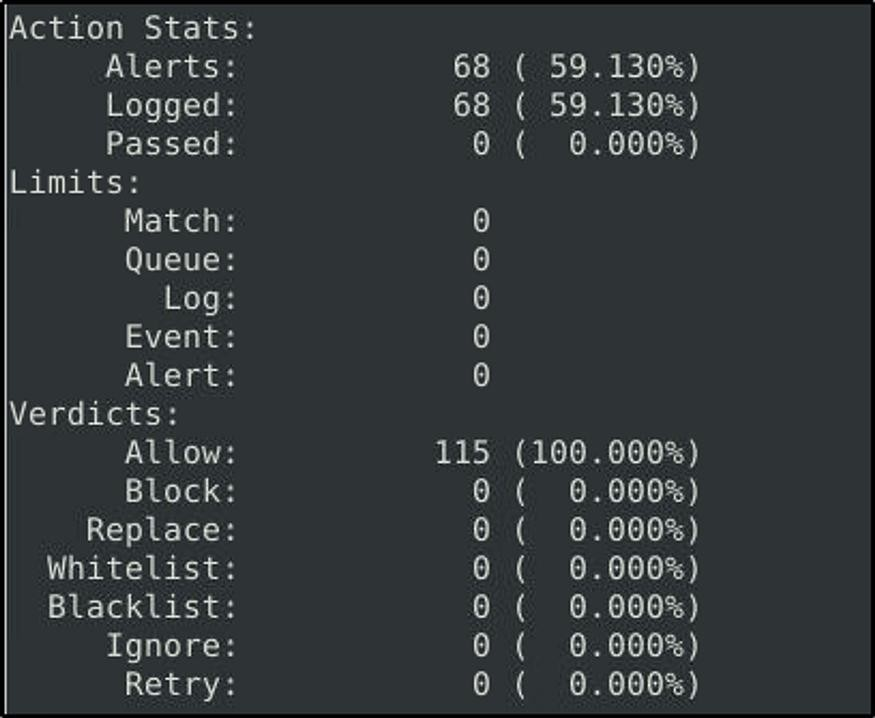 Action Stats:
     Alerts:           68 ( 59.130%)
     Logged:           68 ( 59.130%)
     Passed:            0 (  0.000%)
Limits:
      Match:            0
      Queue:            0
        Log:            0
      Event:            0
      Alert:            0
Verdicts:
      Allow:          115 (100.000%)
      Block:            0 (  0.000%)
    Replace:            0 (  0.000%)
  Whitelist:            0 (  0.000%)
  Blacklist:            0 (  0.000%)
     Ignore:            0 (  0.000%)
      Retry:            0 (  0.000%)